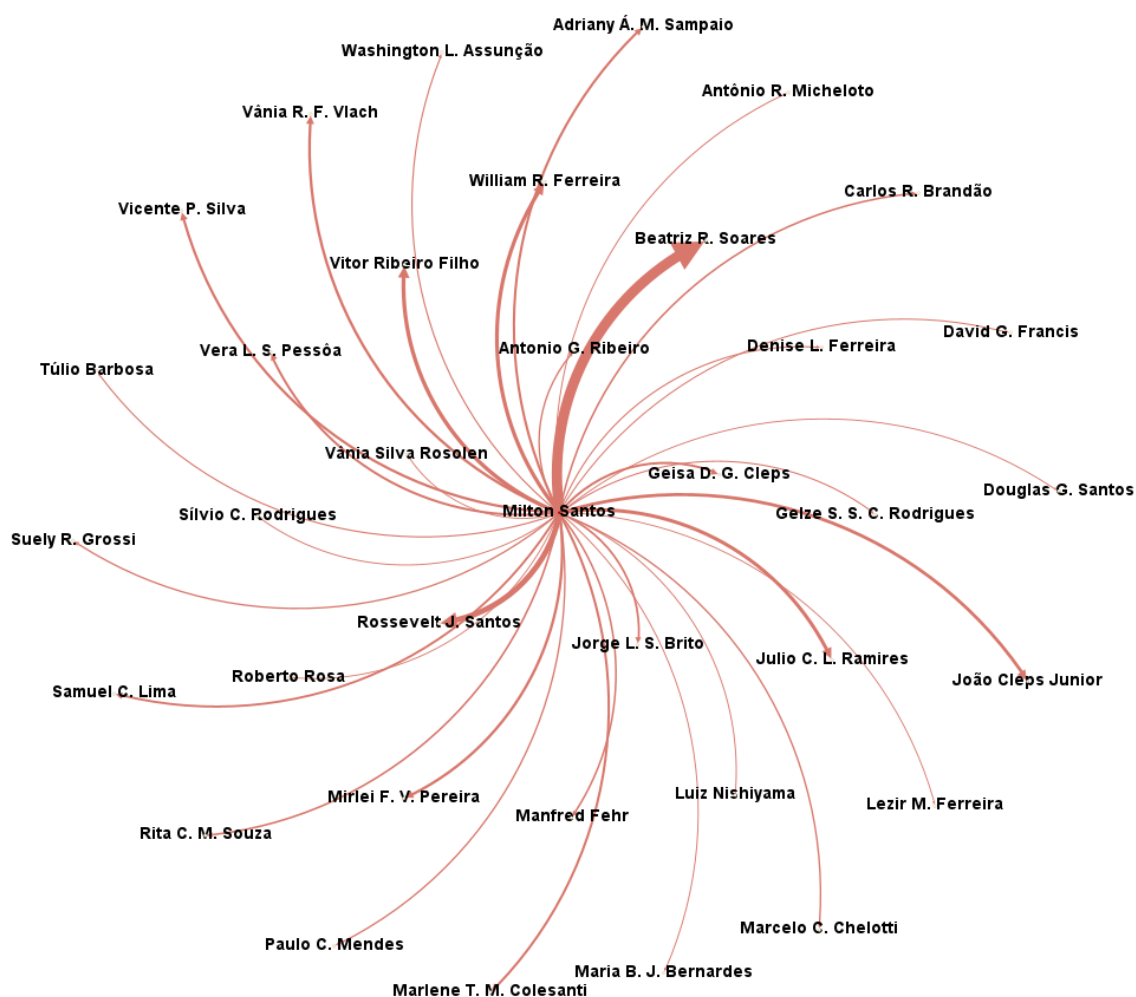 Adriany Á. M. Sampaio
Washington L. Assunção
Antônio R. Micheloto
Vânia R. F. Vlach
William R. Ferreira
Carlos R. Brandão
Vicente P. Silva
Beatriz R. Soares
Vitor Ribeiro Filho
David G. Francis
Antonio G. Ribeiro
Denise L. Ferreira
Vera L. S. Pessôa
Túlio Barbosa
Vânia Silva Rosolen
Geisa D. G. Cleps
Douglas G. Santos
Milton Santos
Gelze S. S. C. Rodrigues
Sílvio C. Rodrigues
Suely R. Grossi
Rossevelt J. Santos
Jorge L. S. Brito
Julio C. L. Ramires
Roberto Rosa
João Cleps Junior
Samuel C. Lima
Luiz Nishiyama
Mirlei F. V. Pereira
Lezir M. Ferreira
Manfred Fehr
Rita C. M. Souza
Marcelo C. Chelotti
Paulo C. Mendes
Maria B. J. Bernardes
Marlene T. M. Colesanti